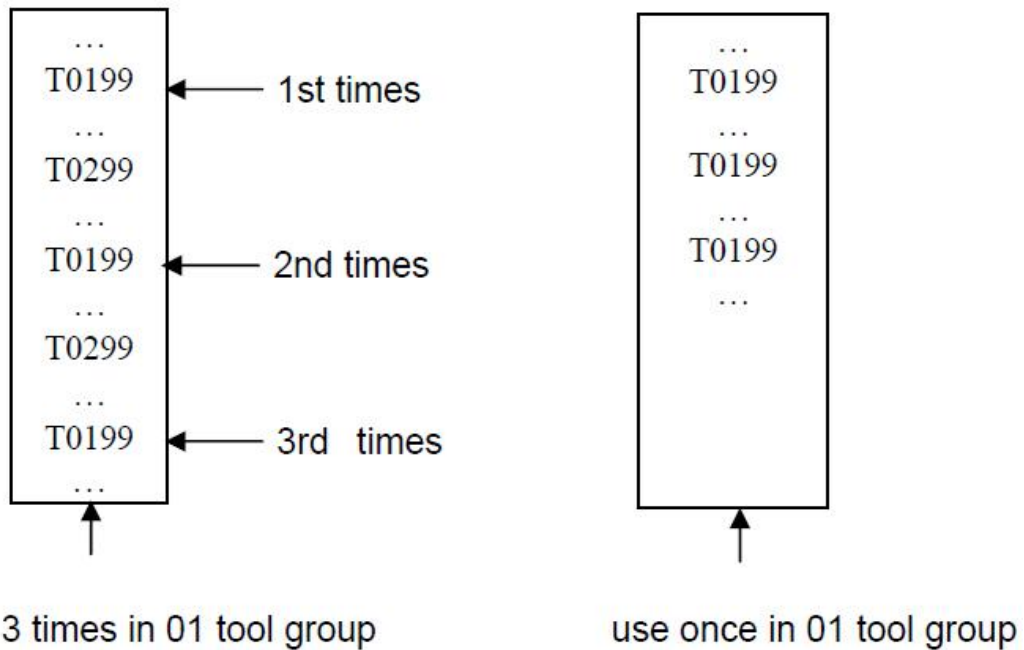 ...
T0199
1st times
...
T0299
...
T0199
2nd times
...
T0299
...
T0199
3rd times
...
3 times in 01 tool group
...
T0199
...
T0199
...
T0199
...
use once in 01 tool group